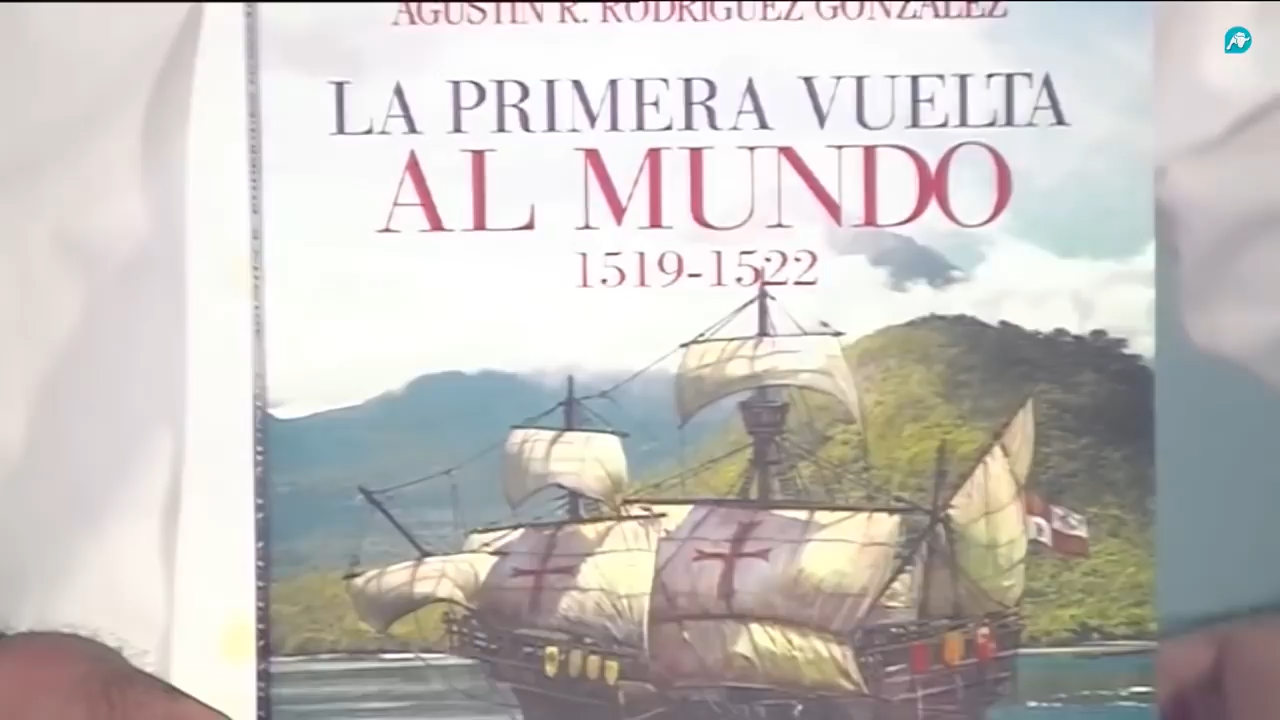 AGUSTÍN R. RODRÍGUEZ GONZÁLEZ
LA PRIMERA VUELTA
AL MUNDO
1519-1522